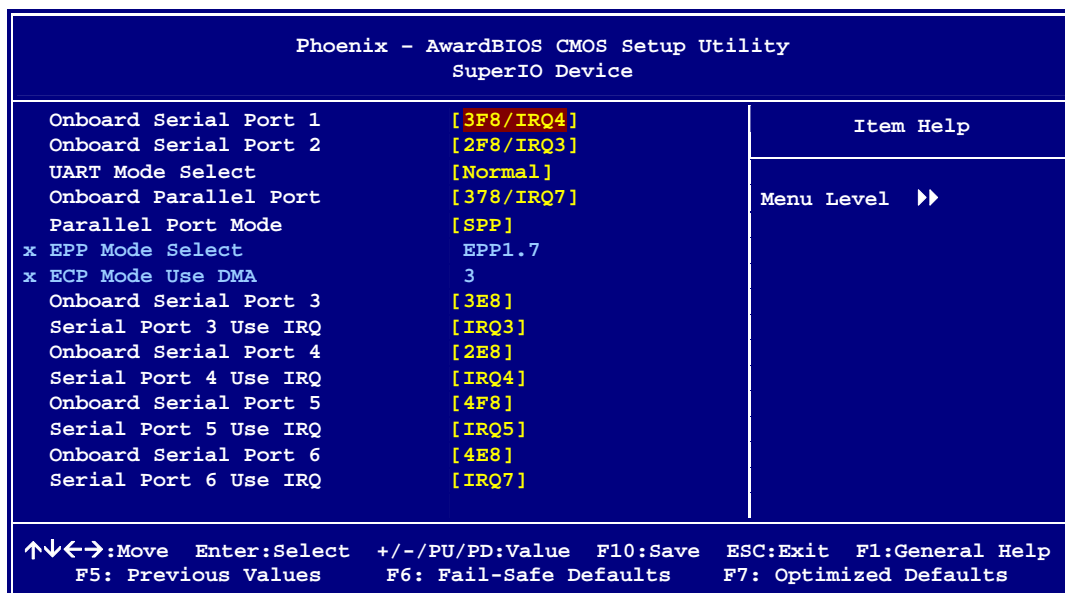 Phoenix – AwardBIOS CMOS Setup Utility
SuperIO Device
Onboard Serial Port 1 [3F8/IRQ4]
Onboard Serial Port 2 [2F8/IRQ3]
UART Mode Select [Normal]
Onboard Parallel Port [378/IRQ7]
Parallel Port Mode [SPP]
x EPP Mode Select EPP1.7
x ECP Mode Use DMA 3
Onboard Serial Port 3 [3E8]
Serial Port 3 Use IRQ [IRQ3]
Onboard Serial Port 4 [2E8]
Serial Port 4 Use IRQ [IRQ4]
Onboard Serial Port 5 [4F8]
Serial Port 5 Use IRQ [IRQ5]
Onboard Serial Port 6 [4E8]
Serial Port 6 Use IRQ [IRQ7]
Item Help
Menu Level
↑↓←→:Move Enter:Select +/-/PU/PD:Value F10:Save ESC:Exit F1:General Help
F5: Previous Values F6: Fail-Safe Defaults F7: Optimized Defaults